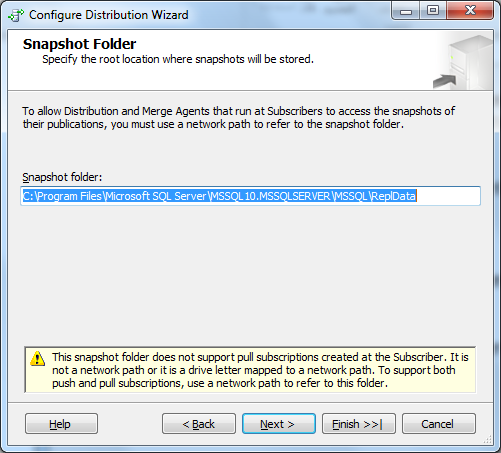 Configure Distribution Wizard
Snapshot Folder
Specify the root location where snapshots will be stored.
To allow Distribution and Merge Agents that run at Subscribers to access the snapshots of
their publications, you must use a network path to refer to the snapshot folder.
Snapshot folder:
C:\Program Files\Microsoft SQL Server\MSSQL10.MSSQLSERVER\MSSQL\ReplData
This snapshot folder does not support pull subscriptions created at the Subscriber. It is
not a network path or it is a drive letter mapped to a network path. To support both
push and pull subscriptions, use a network path to refer to this folder.
Help < Back Next > Finish >>| Cancel